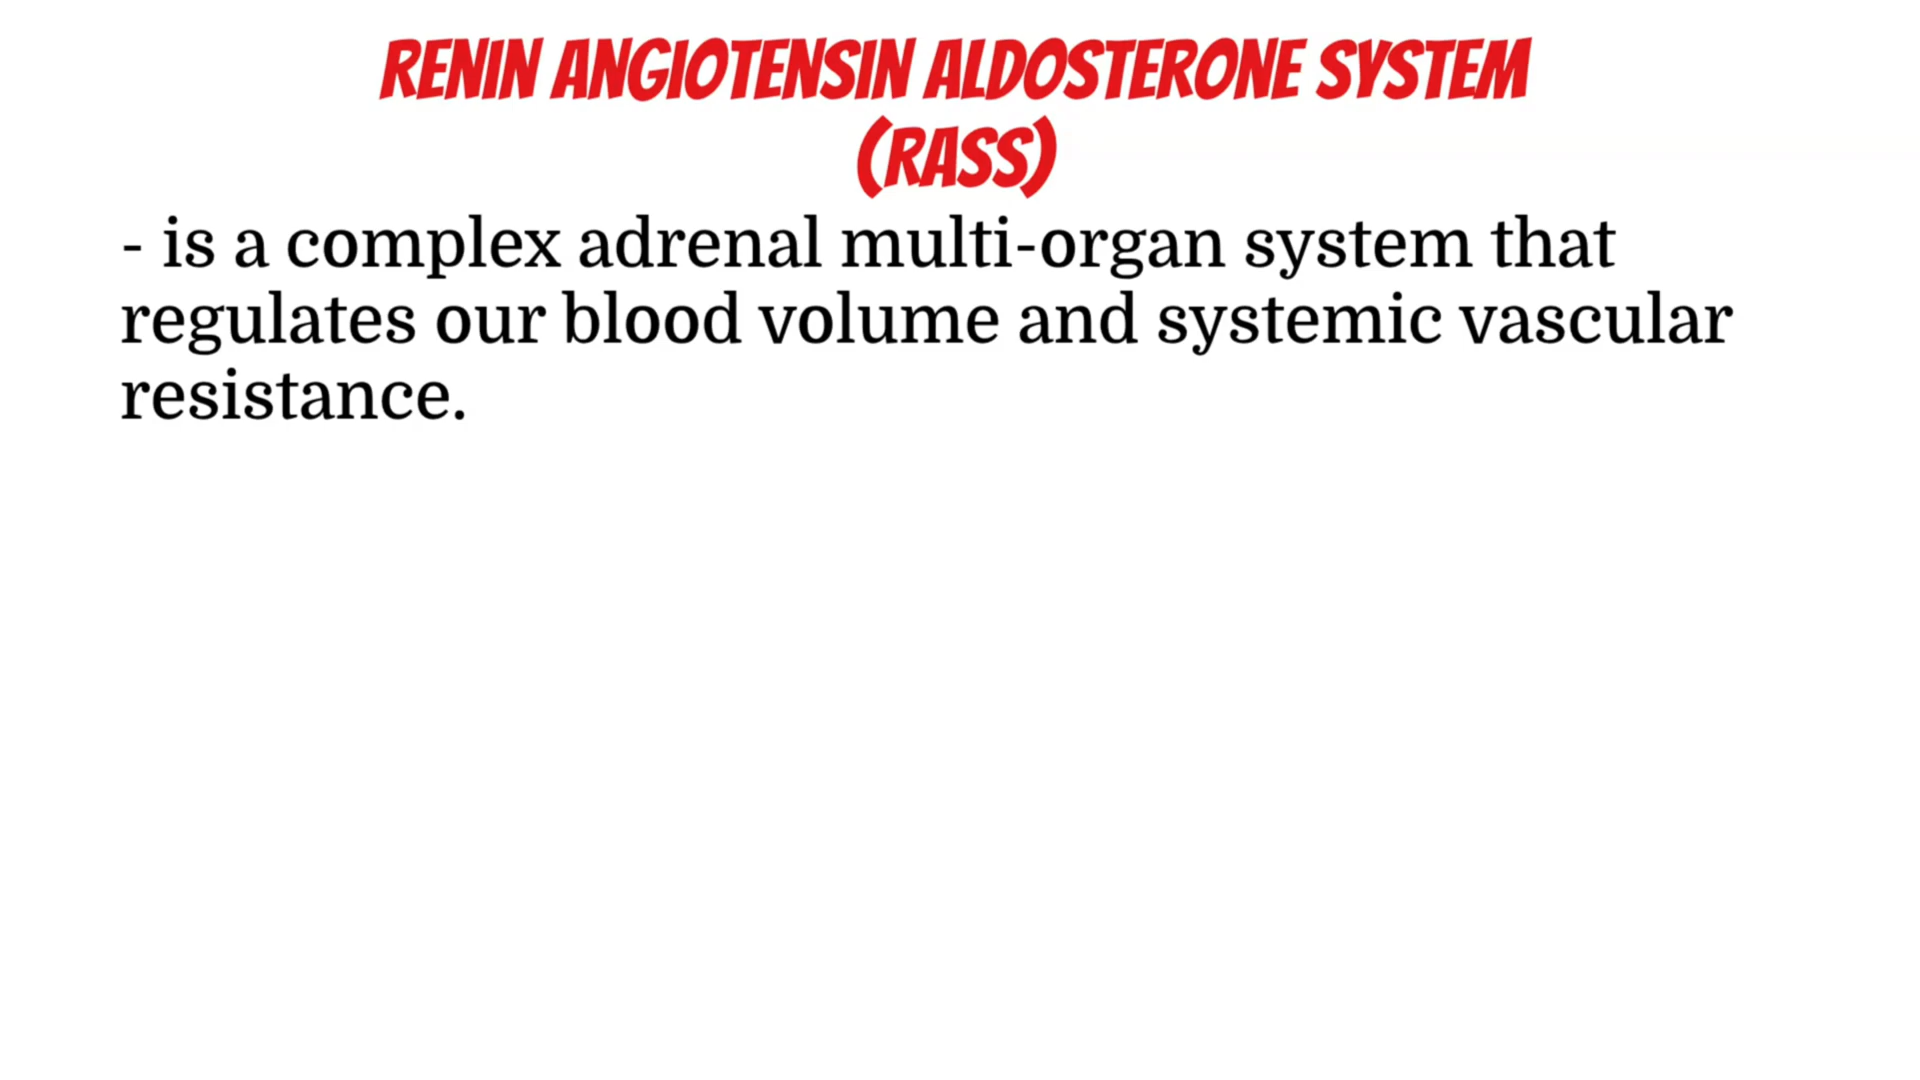 RENIN ANGIOTENSIN ALDOSTERONE SYSTEM
(RASS)
- is a complex adrenal multi-organ system that
regulates our blood volume and systemic vascular
resistance.